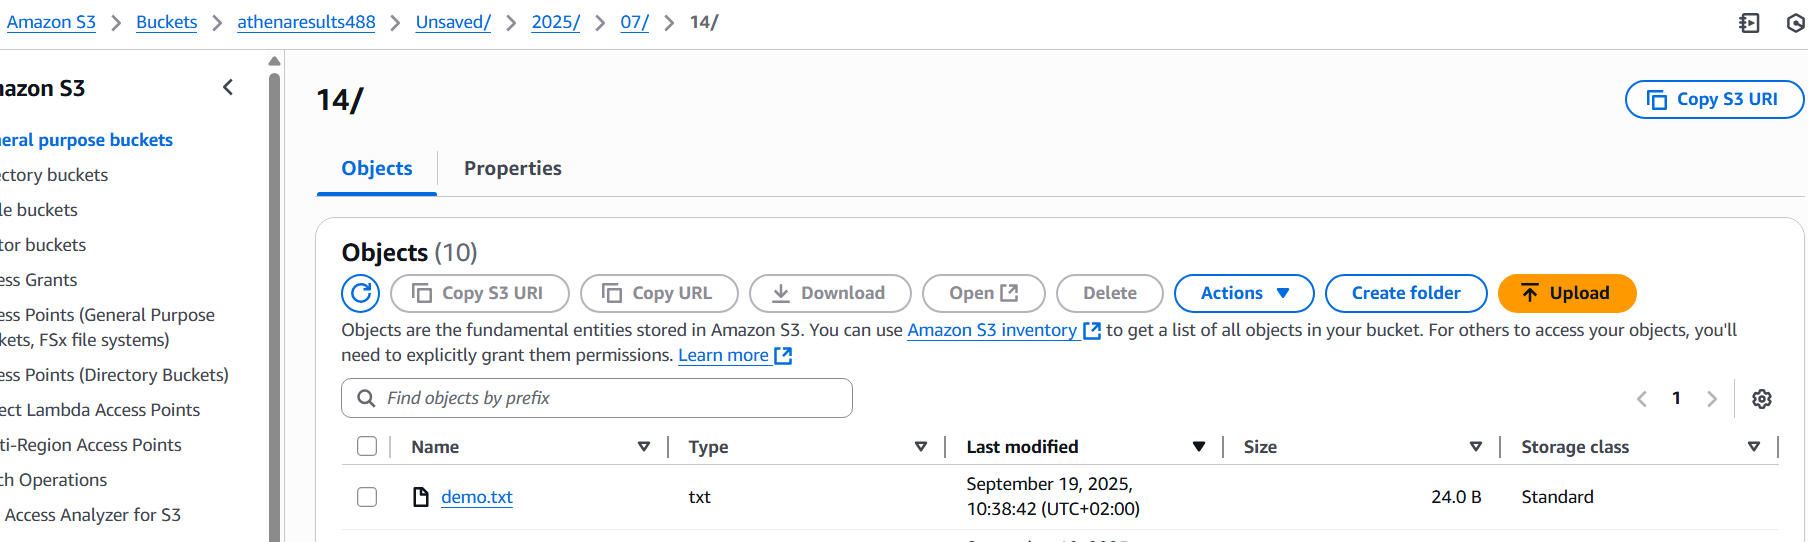 Amazon S3 > Buckets > athenaresults488 > Unsaved/ > 2025/ > 07/ > 14/
mazon S3
neral purpose buckets
ectory buckets
le buckets
tor buckets
ess Grants
ess Points (General Purpose
kets, FSx file systems)
ess Points (Directory Buckets)
ect Lambda Access Points
ti-Region Access Points
ch Operations
Access Analyzer for S3
14/
Copy S3 URI
Objects Properties
Objects (10)
Copy S3 URI Copy URL Download Open Delete Actions Create folder Upload
Objects are the fundamental entities stored in Amazon S3. You can use Amazon S3 inventory to get a list of all objects in your bucket. For others to access your objects, you'll
need to explicitly grant them permissions. Learn more
Find objects by prefix
1
Name Type Last modified Size Storage class
demo.txt txt September 19, 2025, 24.0 B Standard
10:38:42 (UTC+02:00)